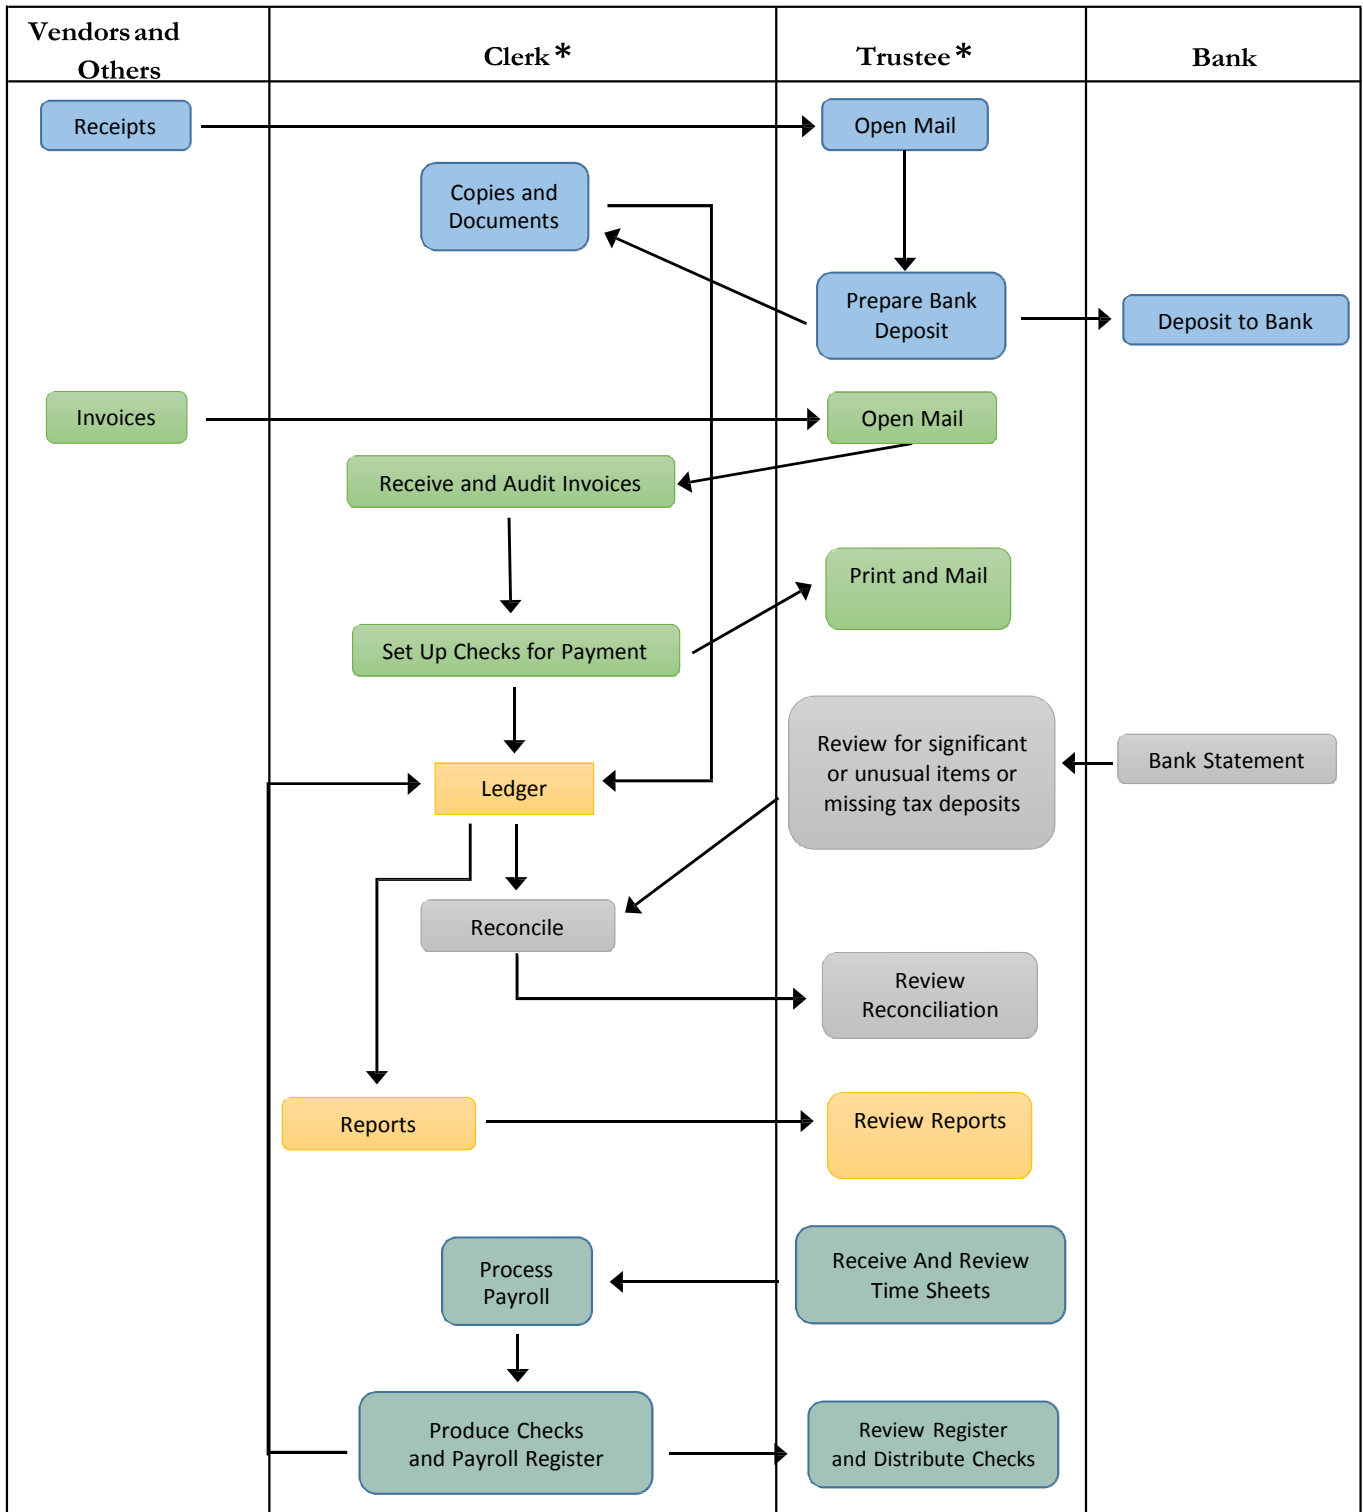 Vendors and
Others
Clerk *
Trustee *
Bank
Receipts
Open Mail
Copies and
Documents
Prepare Bank
Deposit
Deposit to Bank
Invoices
Open Mail
Receive and Audit Invoices
Print and Mail
Set Up Checks for Payment
Review for significant
or unusual items or
missing tax deposits
Bank Statement
Ledger
Reconcile
Review
Reconciliation
Reports
Review Reports
Receive And Review
Time Sheets
Process
Payroll
Produce Checks
and Payroll Register
Review Register
and Distribute Checks